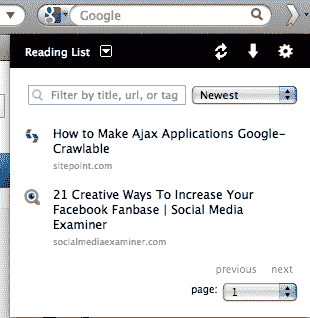 Google
Reading List
Filter by title, url, or tag
Newest
How to Make Ajax Applications Google-
Crawlable
sitepoint.com
21 Creative Ways To Increase Your
Facebook Fanbase | Social Media
Examiner
socialmediaexaminer.com
previous next
page: 1